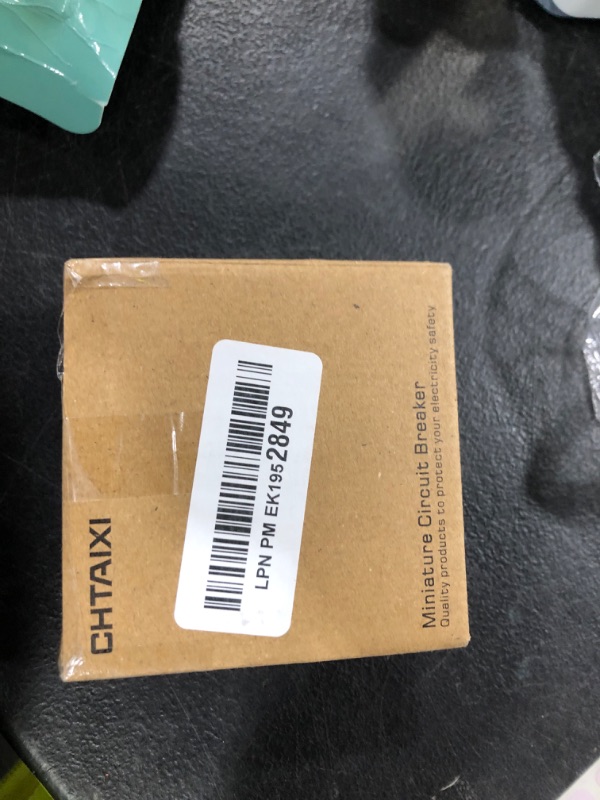 CHTAIXI
LPN PM EK1952849
Miniature Circuit Breaker
Quality products to protect your electricity safety